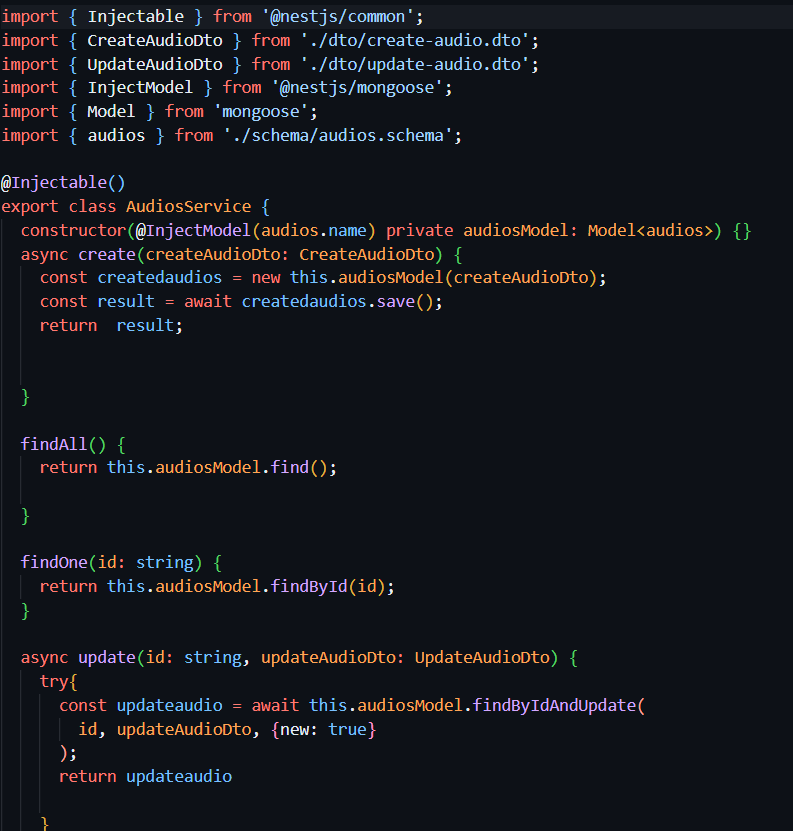 import { Injectable } from '@nestjs/common';
import { CreateAudioDto } from './dto/create-audio.dto';
import { UpdateAudioDto } from './dto/update-audio.dto';
import { InjectModel } from '@nestjs/mongoose';
import { Model } from 'mongoose';
import { audios } from './schema/audios.schema';

@Injectable()
export class AudiosService {
  constructor(@InjectModel(audios.name) private audiosModel: Model<audios>) {}
  async create(createAudioDto: CreateAudioDto) {
    const createdaudios = new this.audiosModel(createAudioDto);
    const result = await createdaudios.save();
    return  result;



  }

  findAll() {
    return this.audiosModel.find();

  }

  findOne(id: string) {
    return this.audiosModel.findById(id);
  }

  async update(id: string, updateAudioDto: UpdateAudioDto) {
    try{
      const updateaudio = await this.audiosModel.findByIdAndUpdate(
        id, updateAudioDto, {new: true}
      );
      return updateaudio

    }